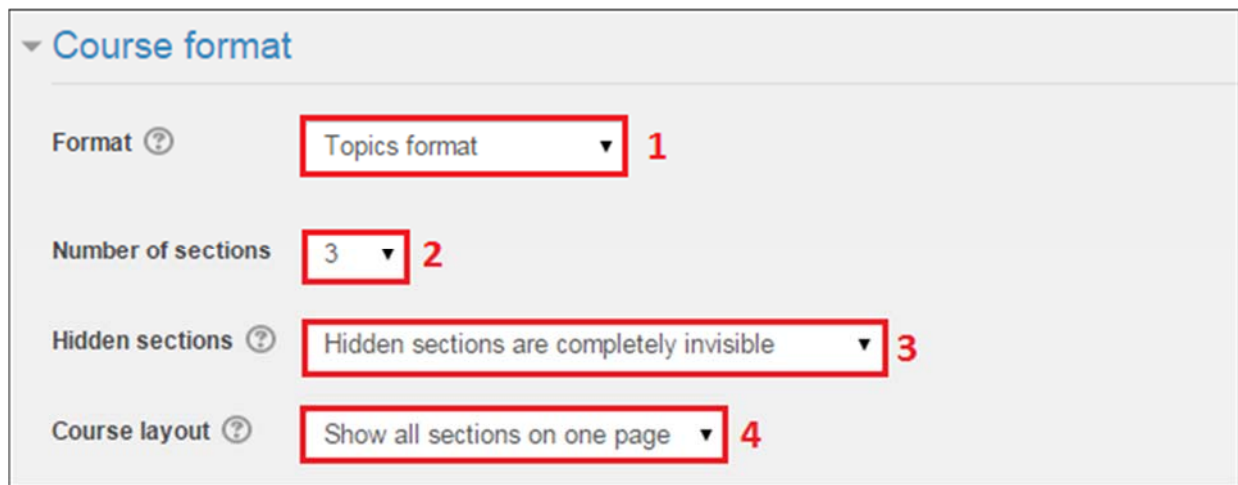 Course format
Format ? Topics format 1
Number of sections 3 2
Hidden sections ? Hidden sections are completely invisible 3
Course layout ? Show all sections on one page 4